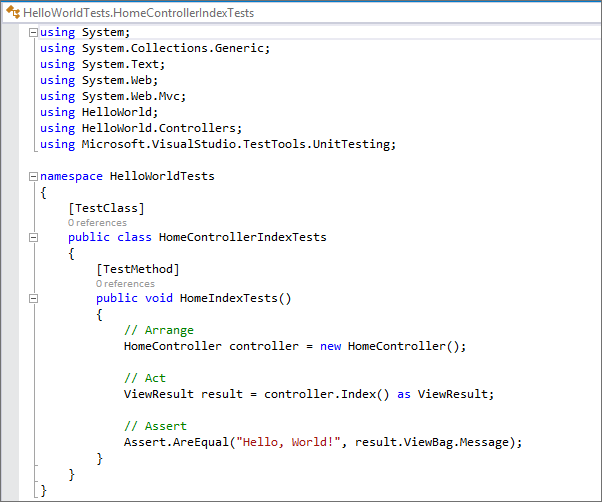 HelloWorldTests.HomeControllerIndexTests
using System;
using System.Collections.Generic;
using System.Text;
using System.Web;
using System.Web.Mvc;
using HelloWorld;
using HelloWorld.Controllers;
using Microsoft.VisualStudio.TestTools.UnitTesting;
namespace HelloWorldTests
{
[TestClass]
0 references
public class HomeControllerIndexTests
{
[TestMethod]
0 references
public void HomeIndexTests()
{
// Arrange
HomeController controller = new HomeController();
// Act
ViewResult result = controller.Index() as ViewResult;
// Assert
Assert.AreEqual("Hello, World!", result.ViewBag.Message);
}
}
}